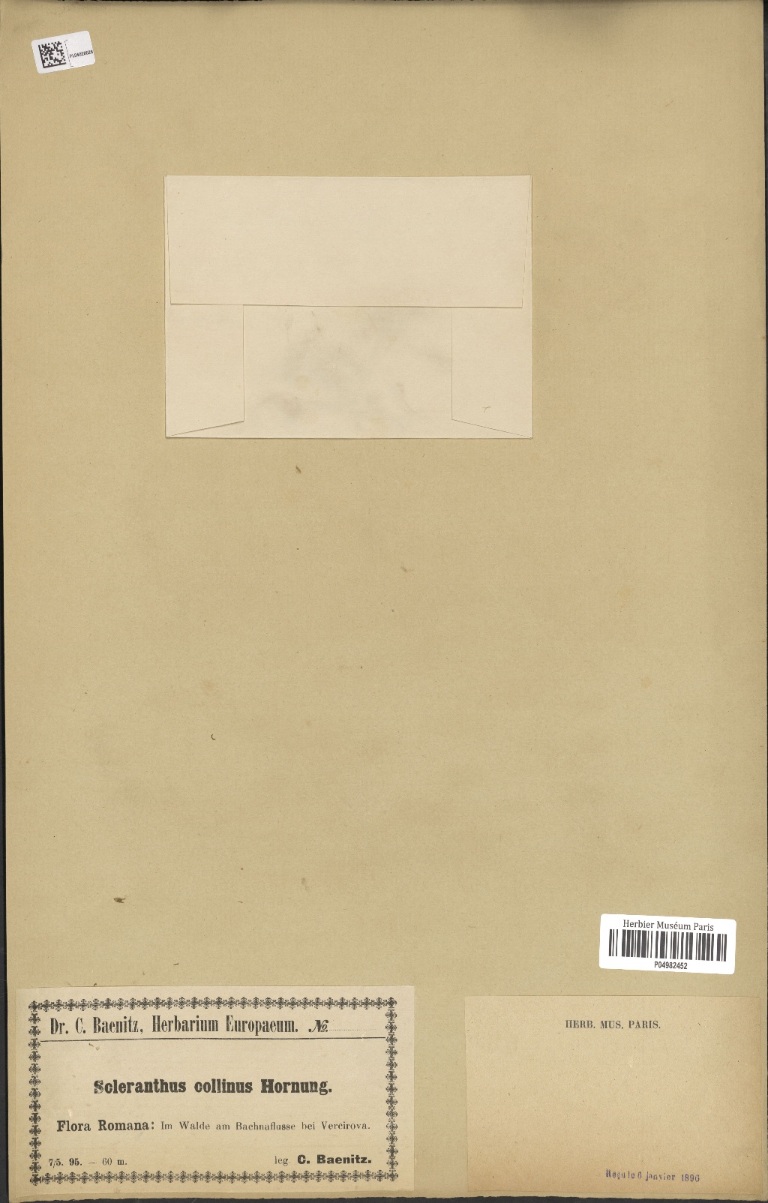 Herbier Muséum Paris
P04982452
Dr. C. Baenitz, Herbarium Europaeum. №
Scleranthus collinus Hornung.
Flora Romana: Im Walde am Bachnaflusse bei Vercirova.
7/5. 95. — 60 m. leg C. Baenitz.
HERB. MUS. PARIS.
Reçu le 6 janvier 1896